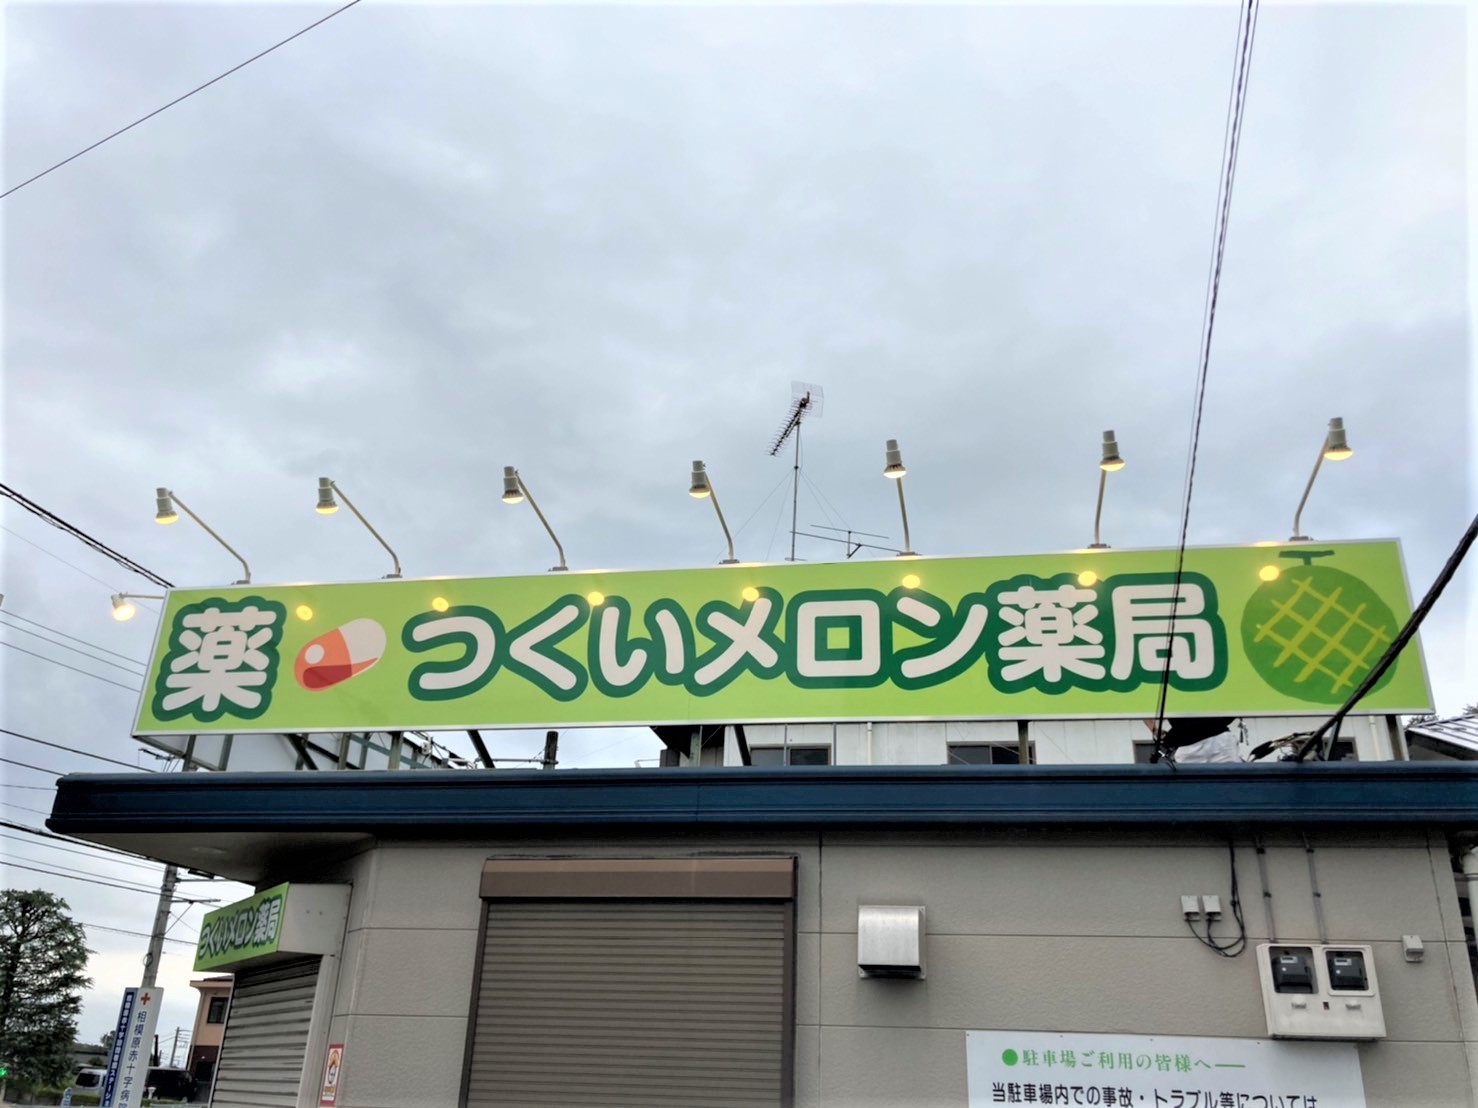 薬 つくいメロン薬局
つくいメロン薬局
相模原赤十字病院
●駐車場ご利用の皆様へ──
当駐車場内での事故・トラブル等については